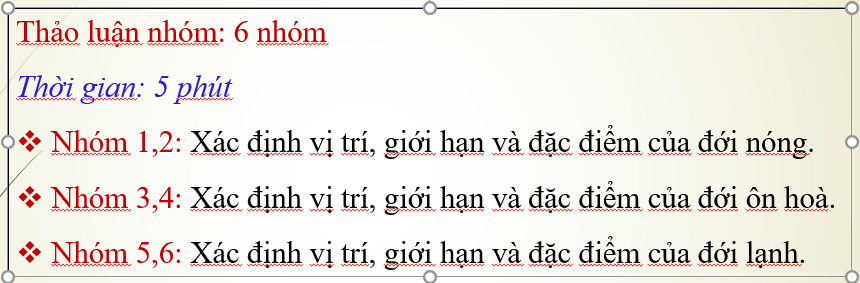 Thảo luận nhóm: 6 nhóm
Thời gian: 5 phút
❖ Nhóm 1,2: Xác định vị trí, giới hạn và đặc điểm của đới nóng.
❖ Nhóm 3,4: Xác định vị trí, giới hạn và đặc điểm của đới ôn hoà.
❖ Nhóm 5,6: Xác định vị trí, giới hạn và đặc điểm của đới lạnh.